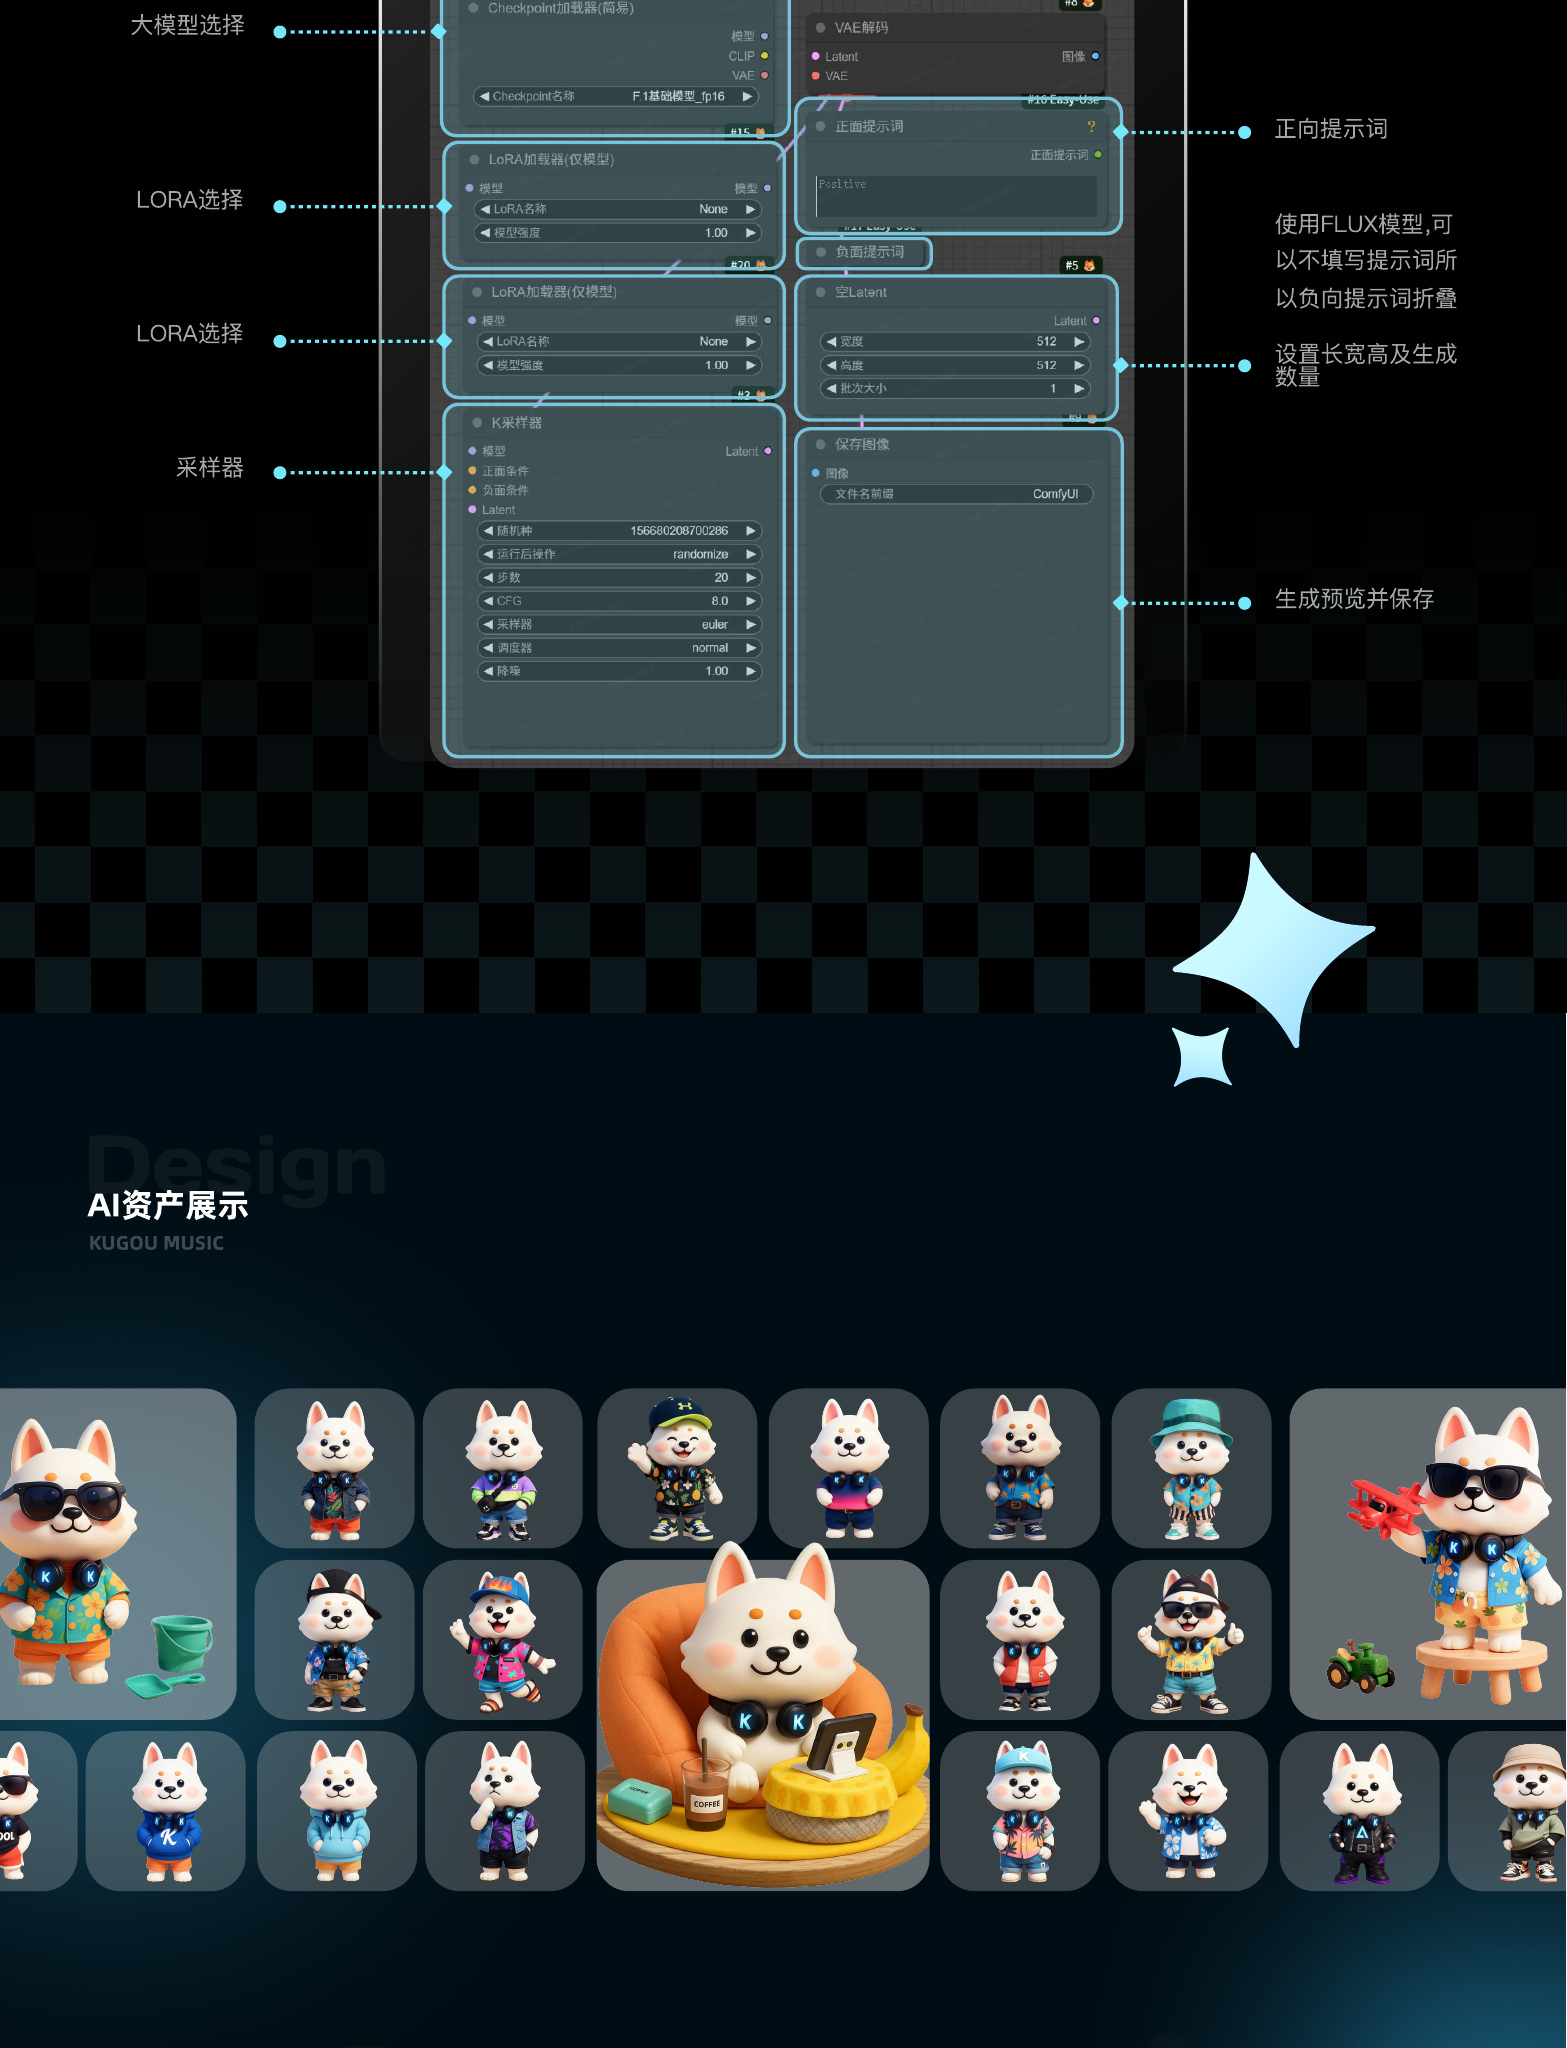 大模型选择
Checkpoint加载器(简易)
模型
CLIP
VAE
Checkpoint名称
F.1基础模型_fp16
#8
VAE解码
Latent
图像
VAE
#15
LoRA加载器(仅模型)
模型
模型
LoRA名称
None
模型强度
1.00
LORA选择
#16 Easy-Use
正面提示词
?
正面提示词
Positive
正向提示词
#17 Easy-Use
负面提示词
使用FLUX模型,可
以不填写提示词所
以负向提示词折叠
#20
LoRA加载器(仅模型)
模型
模型
LoRA名称
None
模型强度
1.00
LORA选择
#5
空Latent
Latent
宽度
512
高度
512
批次大小
1
设置长宽高及生成
数量
#3
K采样器
模型
Latent
正面条件
负面条件
Latent
随机种
156680208700286
运行后操作
randomize
步数
20
CFG
8.0
采样器
euler
调度器
normal
降噪
1.00
采样器
#9
保存图像
图像
文件名前缀
ComfyUI
生成预览并保存
Design
AI资产展示
KUGOU MUSIC
K K
K K
K K
COFFEE
K
K